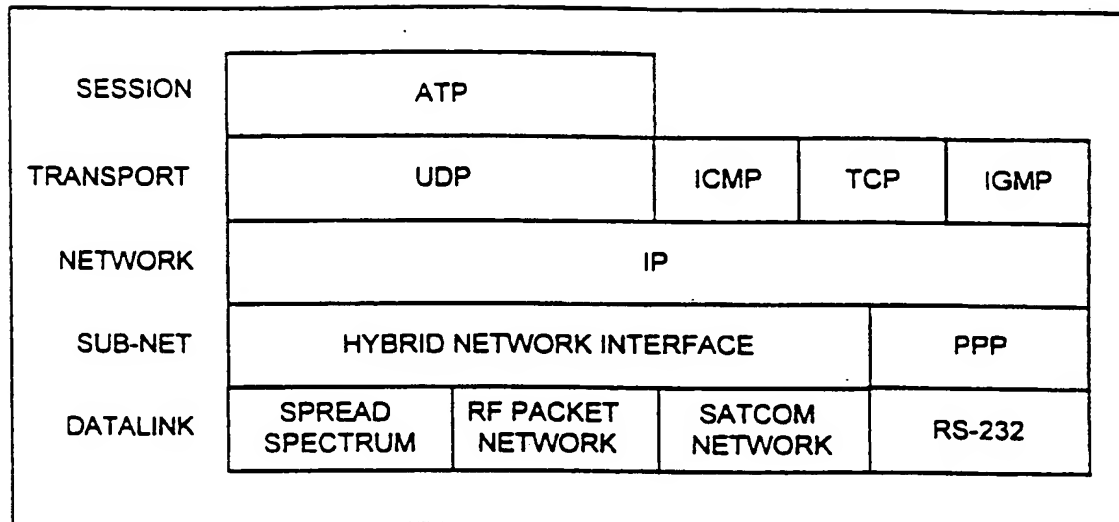 SESSION ATP
TRANSPORT UDP ICMP TCP IGMP
NETWORK IP
SUB-NET HYBRID NETWORK INTERFACE PPP
DATALINK SPREAD SPECTRUM RF PACKET NETWORK SATCOM NETWORK RS-232